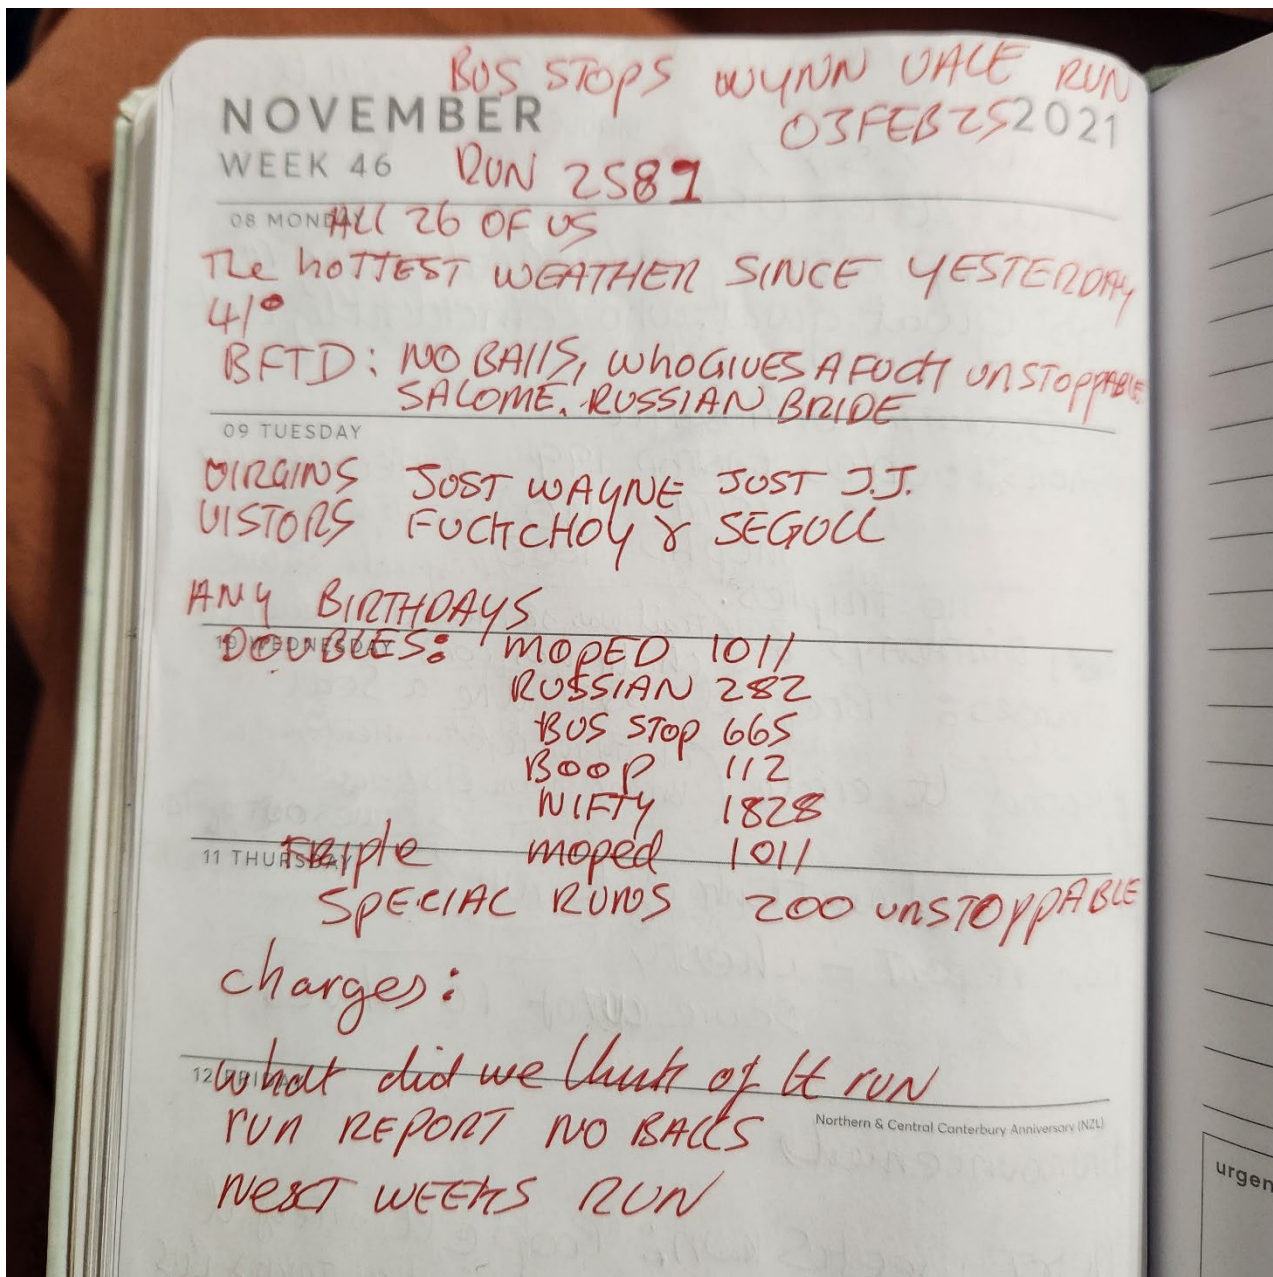 BUS STOPS WYNN VALE RUN
NOVEMBER 03FEB25 2021
WEEK 46 RUN 2589
08 MONDAY ALL 26 OF US
The hOTTEST WEATHER SINCE YESTERDAY
41°
BFTD: NO BALLS, WhOGIVES A FUCK UNSTOPPABLE
SALOME. RUSSIAN BRIDE
09 TUESDAY
VIRGINS JUST WAYNE JUST J.J.
VISTORS FUCKCHOY & SEGULL
ANY BIRTHDAYS
10 WEDNESDAY DOUBLES: MOPED 1011
RUSSIAN 282
BUS STOP 665
BOOP 112
NIFTY 1828
11 THURSDAY TRIPle moped 1011
SPECIAL RUNS 200 UNSTOPPABLE
charges:
12 FRIDAY what did we think of tt run
Northern & Central Canterbury Anniversary (NZL)
run REPORT NO BALLS
NexT WEEKS RUN
urgen